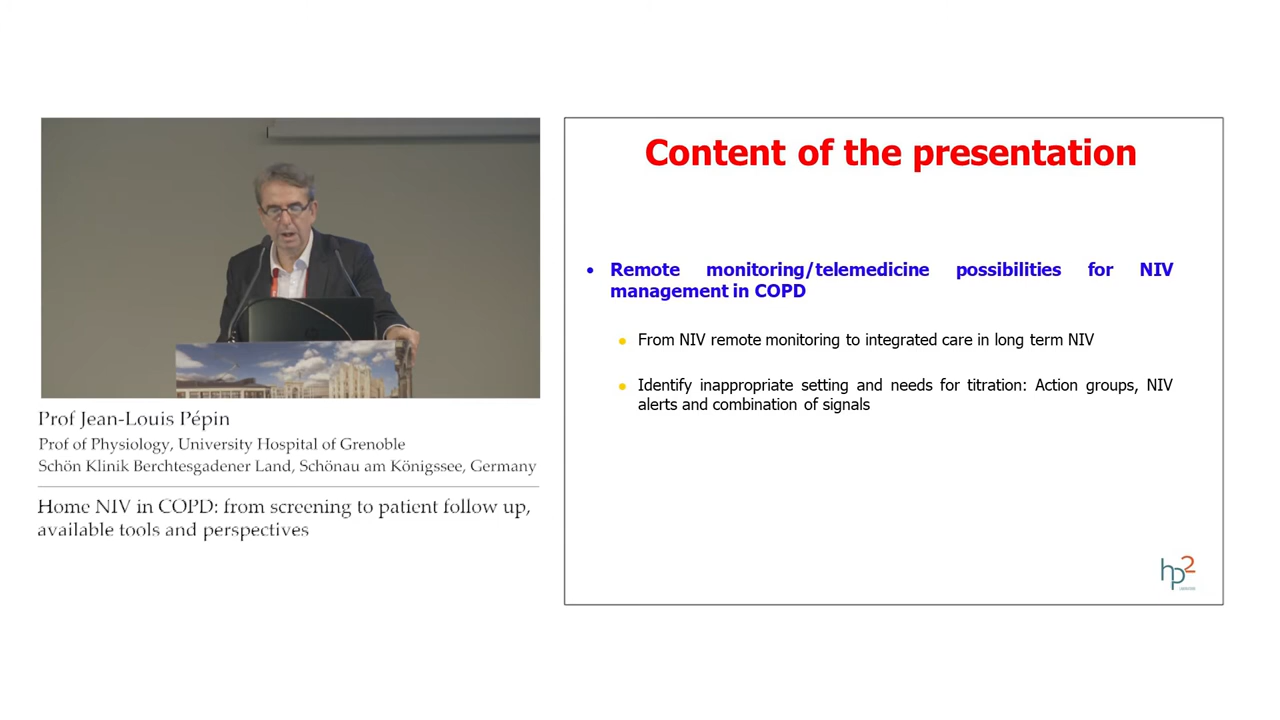 Content of the presentation
• Remote monitoring/telemedicine possibilities for NIV
management in COPD
From NIV remote monitoring to integrated care in long term NIV
Identify inappropriate setting and needs for titration: Action groups, NIV
alerts and combination of signals
hp2
Prof Jean-Louis Pépin
Prof of Physiology, University Hospital of Grenoble
Schön Klinik Berchtesgadener Land, Schönau am Königssee, Germany
Home NIV in COPD: from screening to patient follow up,
available tools and perspectives